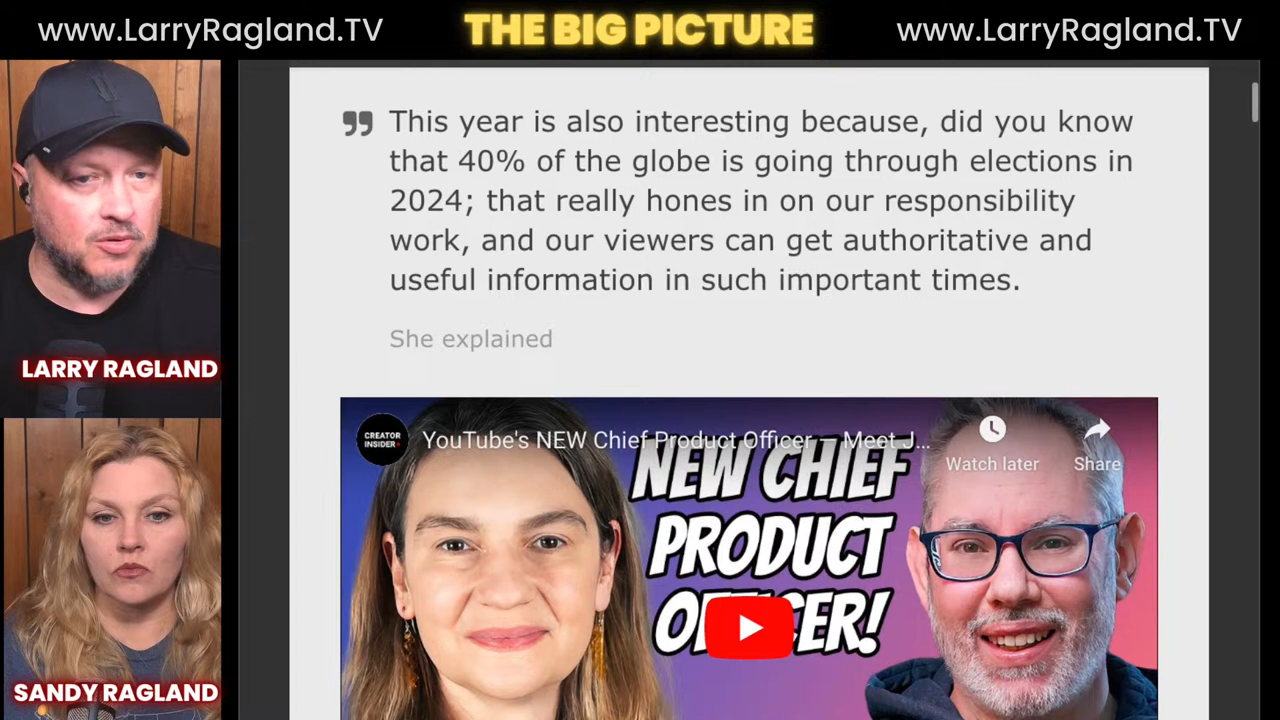 www.LarryRagland.TV
THE BIG PICTURE
www.LarryRagland.TV
This year is also interesting because, did you know
that 40% of the globe is going through elections in
2024; that really hones in on our responsibility
work, and our viewers can get authoritative and
useful information in such important times.
She explained
LARRY RAGLAND
CREATOR
INSIDER
YouTube's NEW Chief Product Officer – Meet J...
Watch later
Share
NEW CHIEF
PRODUCT
OFFICER!
SANDY RAGLAND